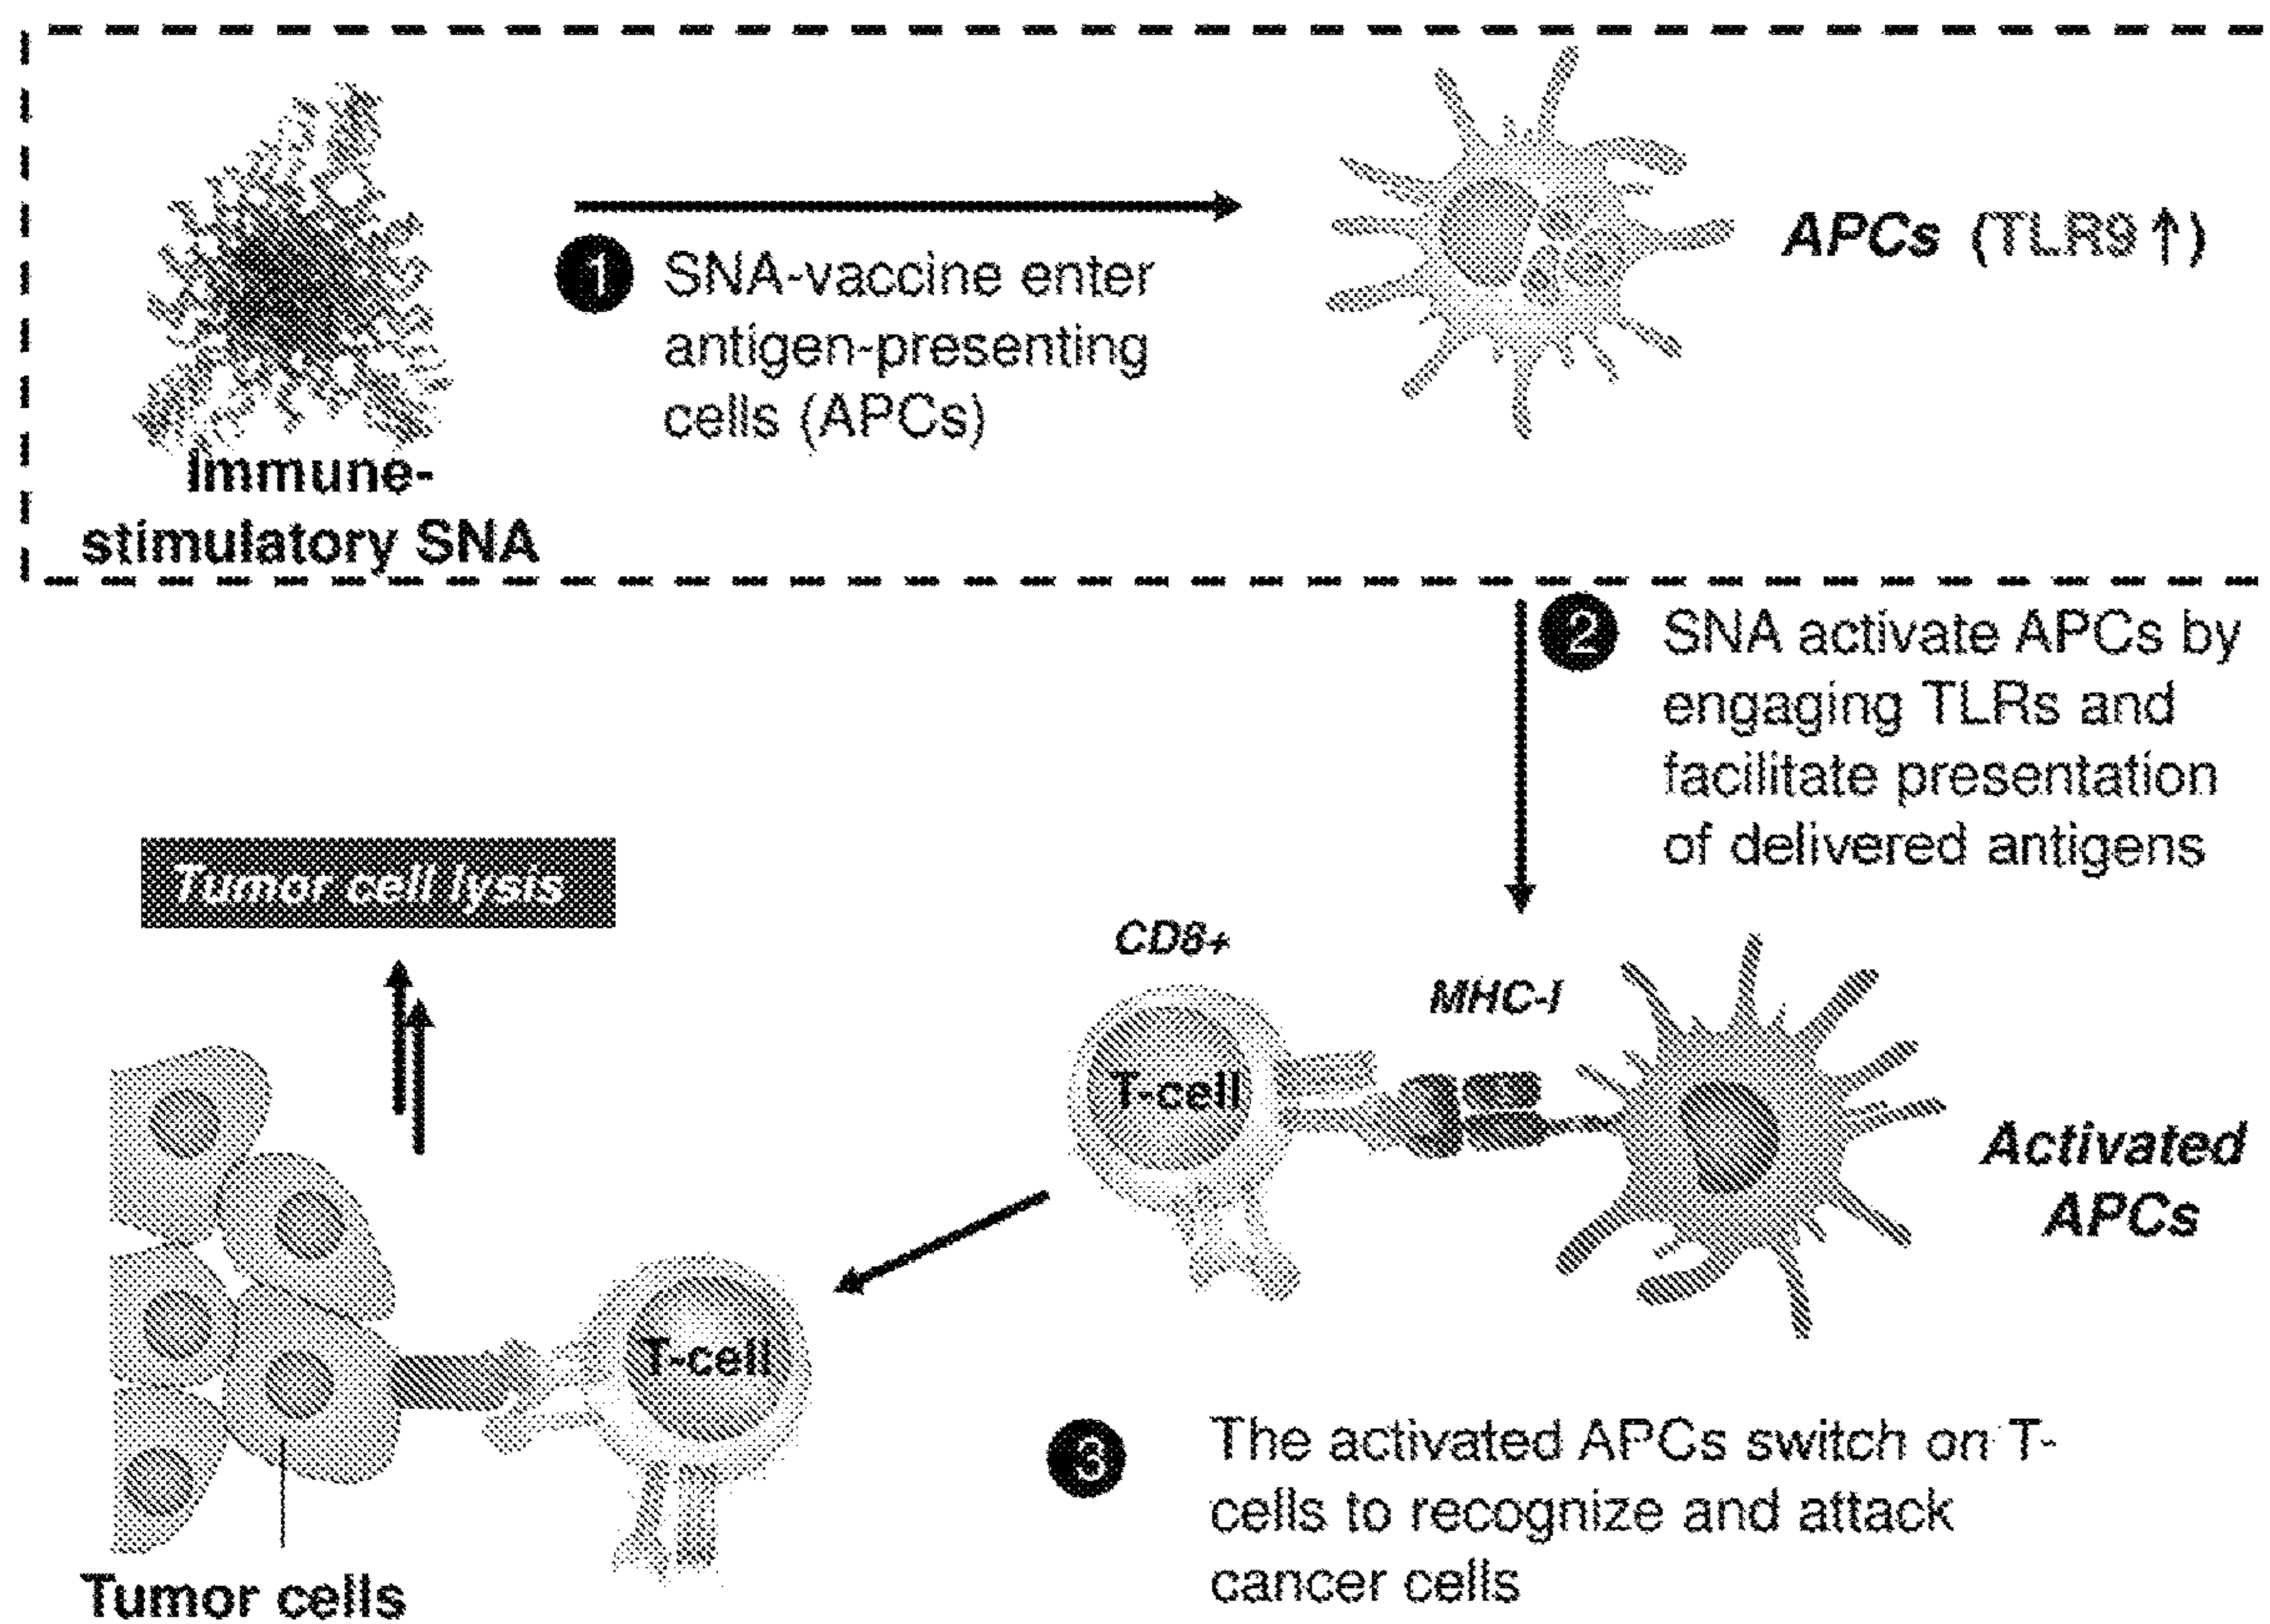 1 SNA-vaccine enter
antigen-presenting
cells (APCs)
APCs (TLR9↑)
Immune-
stimulatory SNA
2 SNA activate APCs by
engaging TLRs and
facilitate presentation
of delivered antigens
Tumor cell lysis
CD8+
MHC-I
T-cell
Activated
APCs
T-cell
3 The activated APCs switch on T-
cells to recognize and attack
cancer cells
Tumor cells